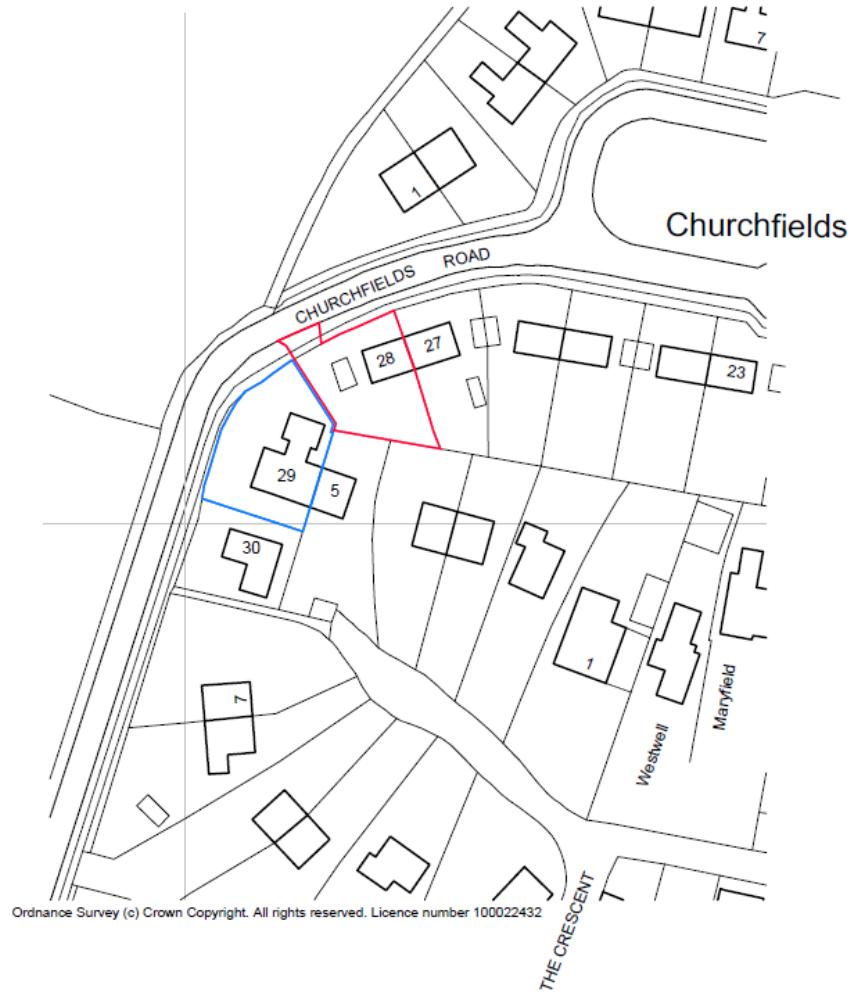 7
1
Churchfields
CHURCHFIELDS ROAD
28
27
23
29
5
30
1
7
Maryfield
Westwell
Ordnance Survey (c) Crown Copyright. All rights reserved. Licence number 100022432
THE CRESCENT